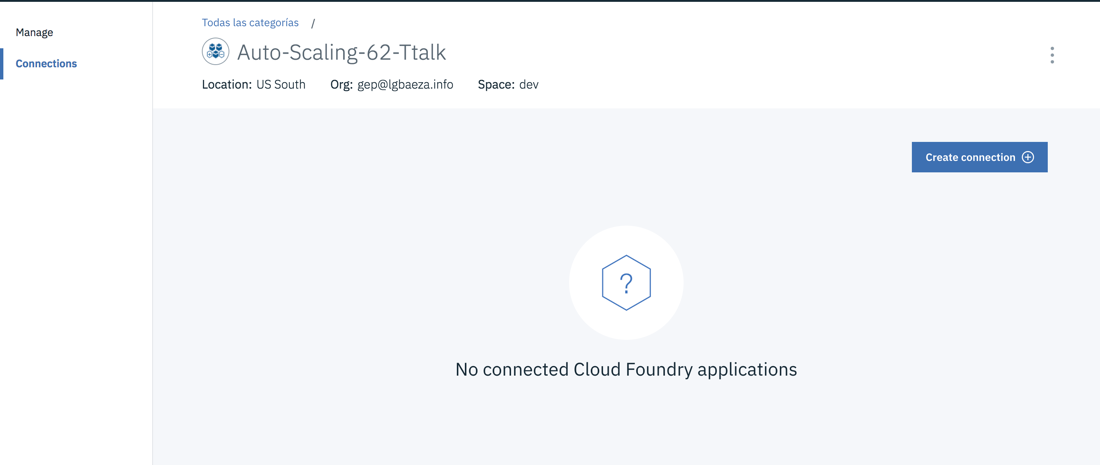 Manage
Connections
Todas las categorías /
Auto-Scaling-62-Ttalk
Location: US South Org: gep@lgbaeza.info Space: dev
Create connection
?
No connected Cloud Foundry applications